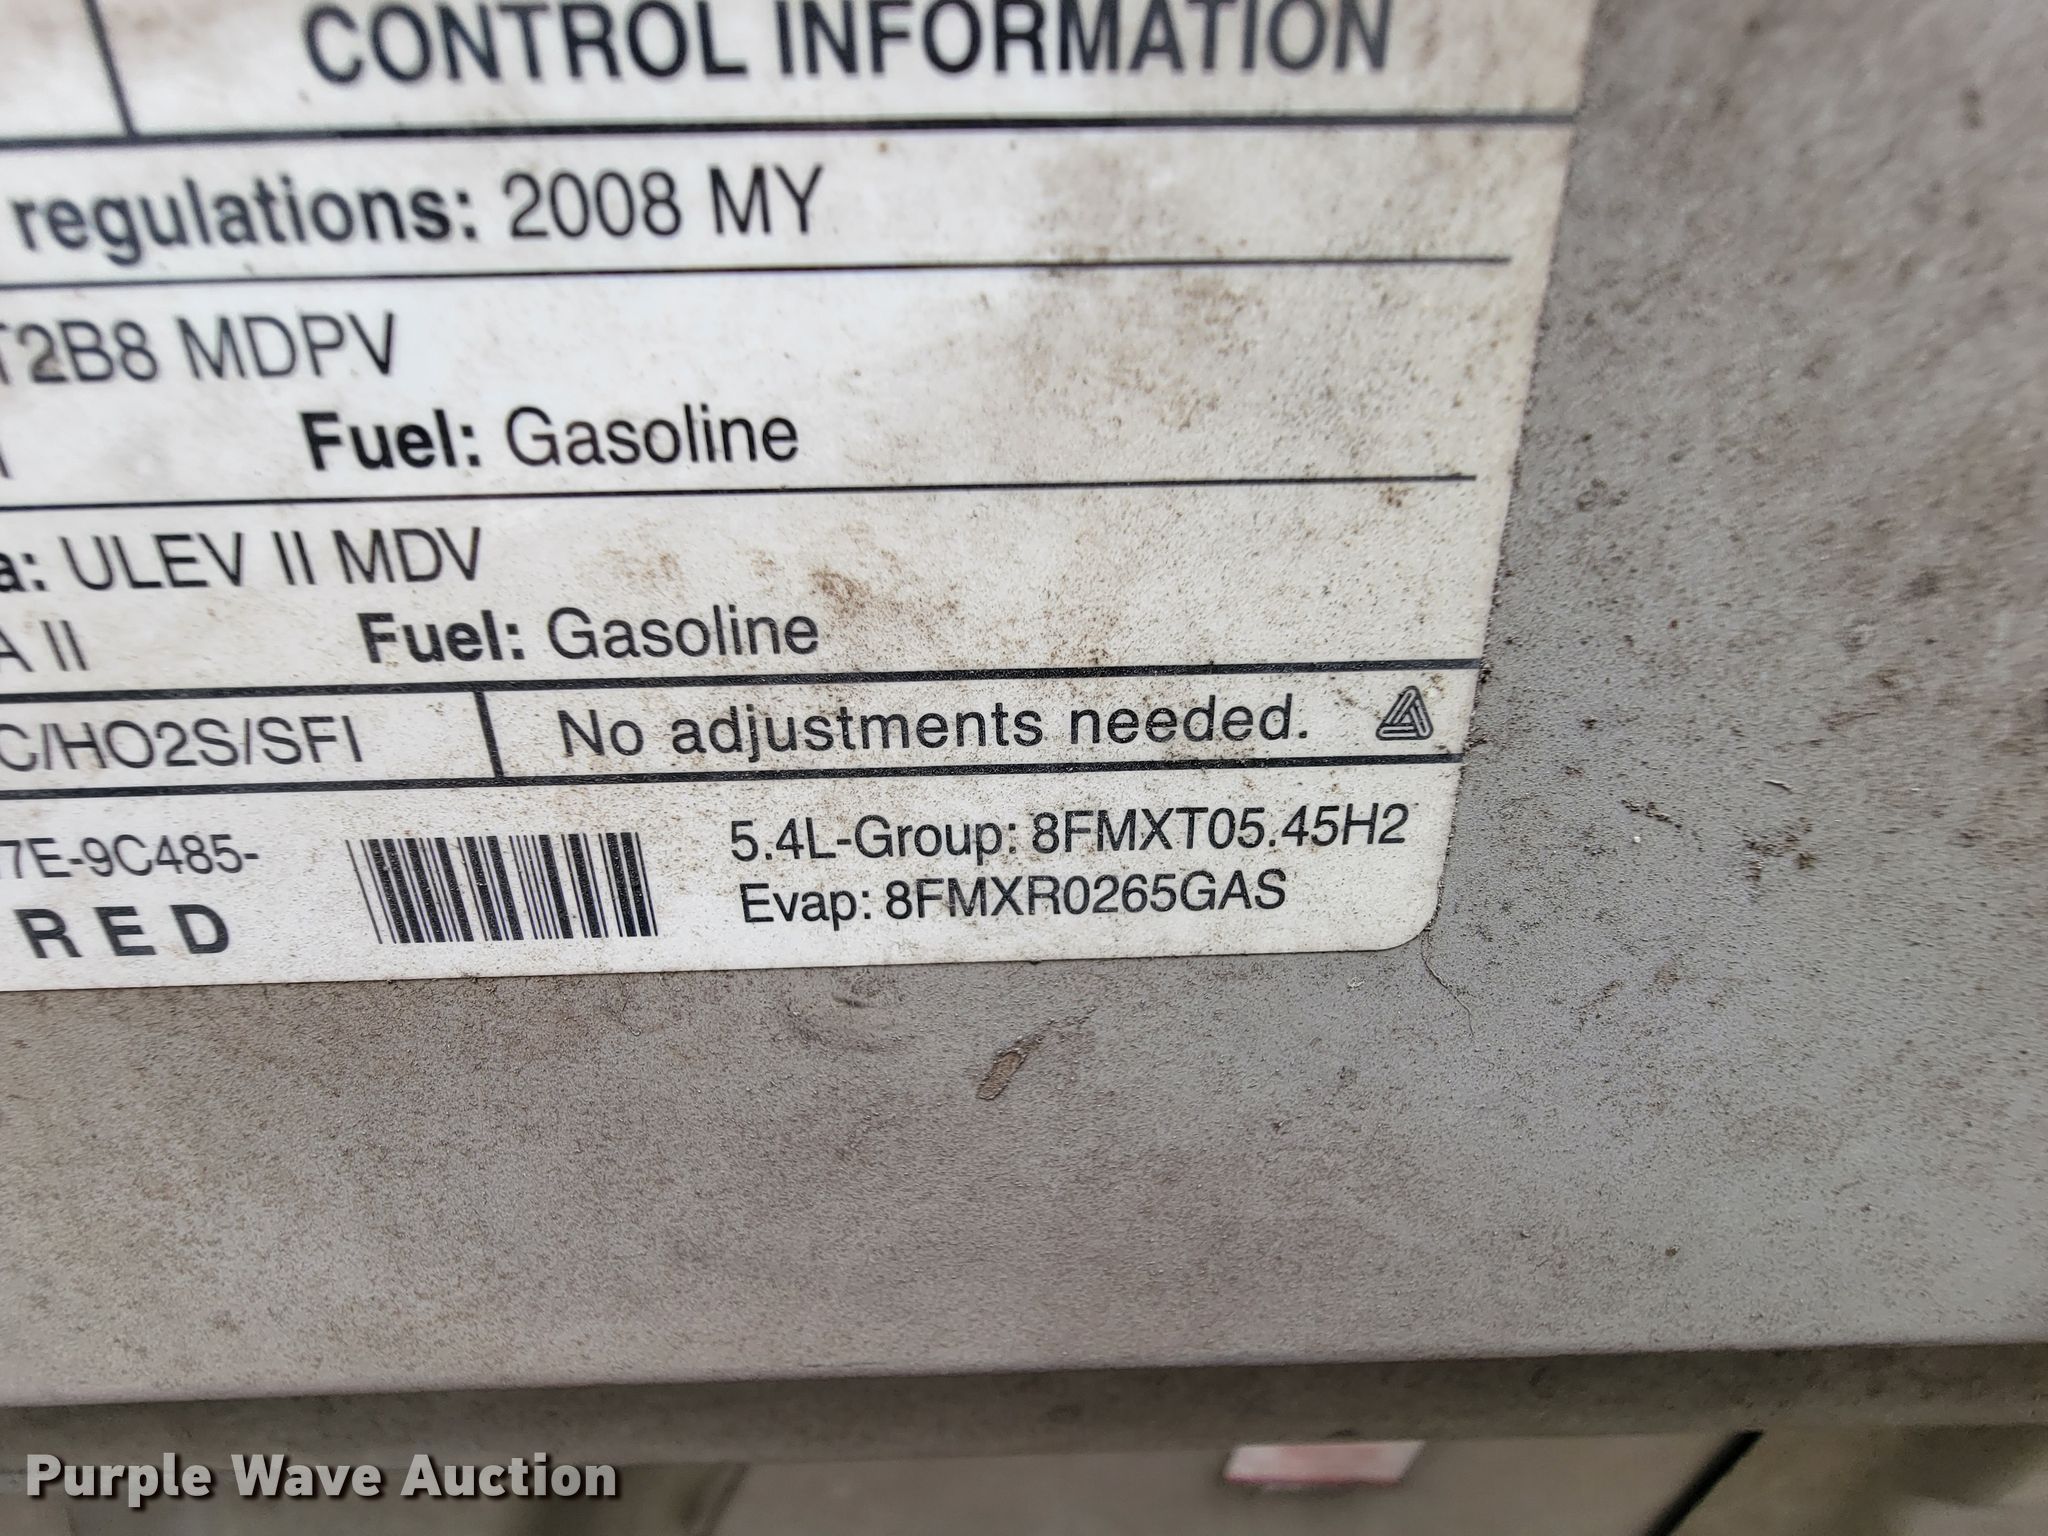 CONTROL INFORMATION
regulations: 2008 MY
T2B8 MDPV
Fuel: Gasoline
a: ULEV II MDV
A II Fuel: Gasoline
C/HO2S/SFI No adjustments needed.
7E-9C485-
RED
5.4L-Group: 8FMXT05.45H2
Evap: 8FMXR0265GAS
Purple Wave Auction